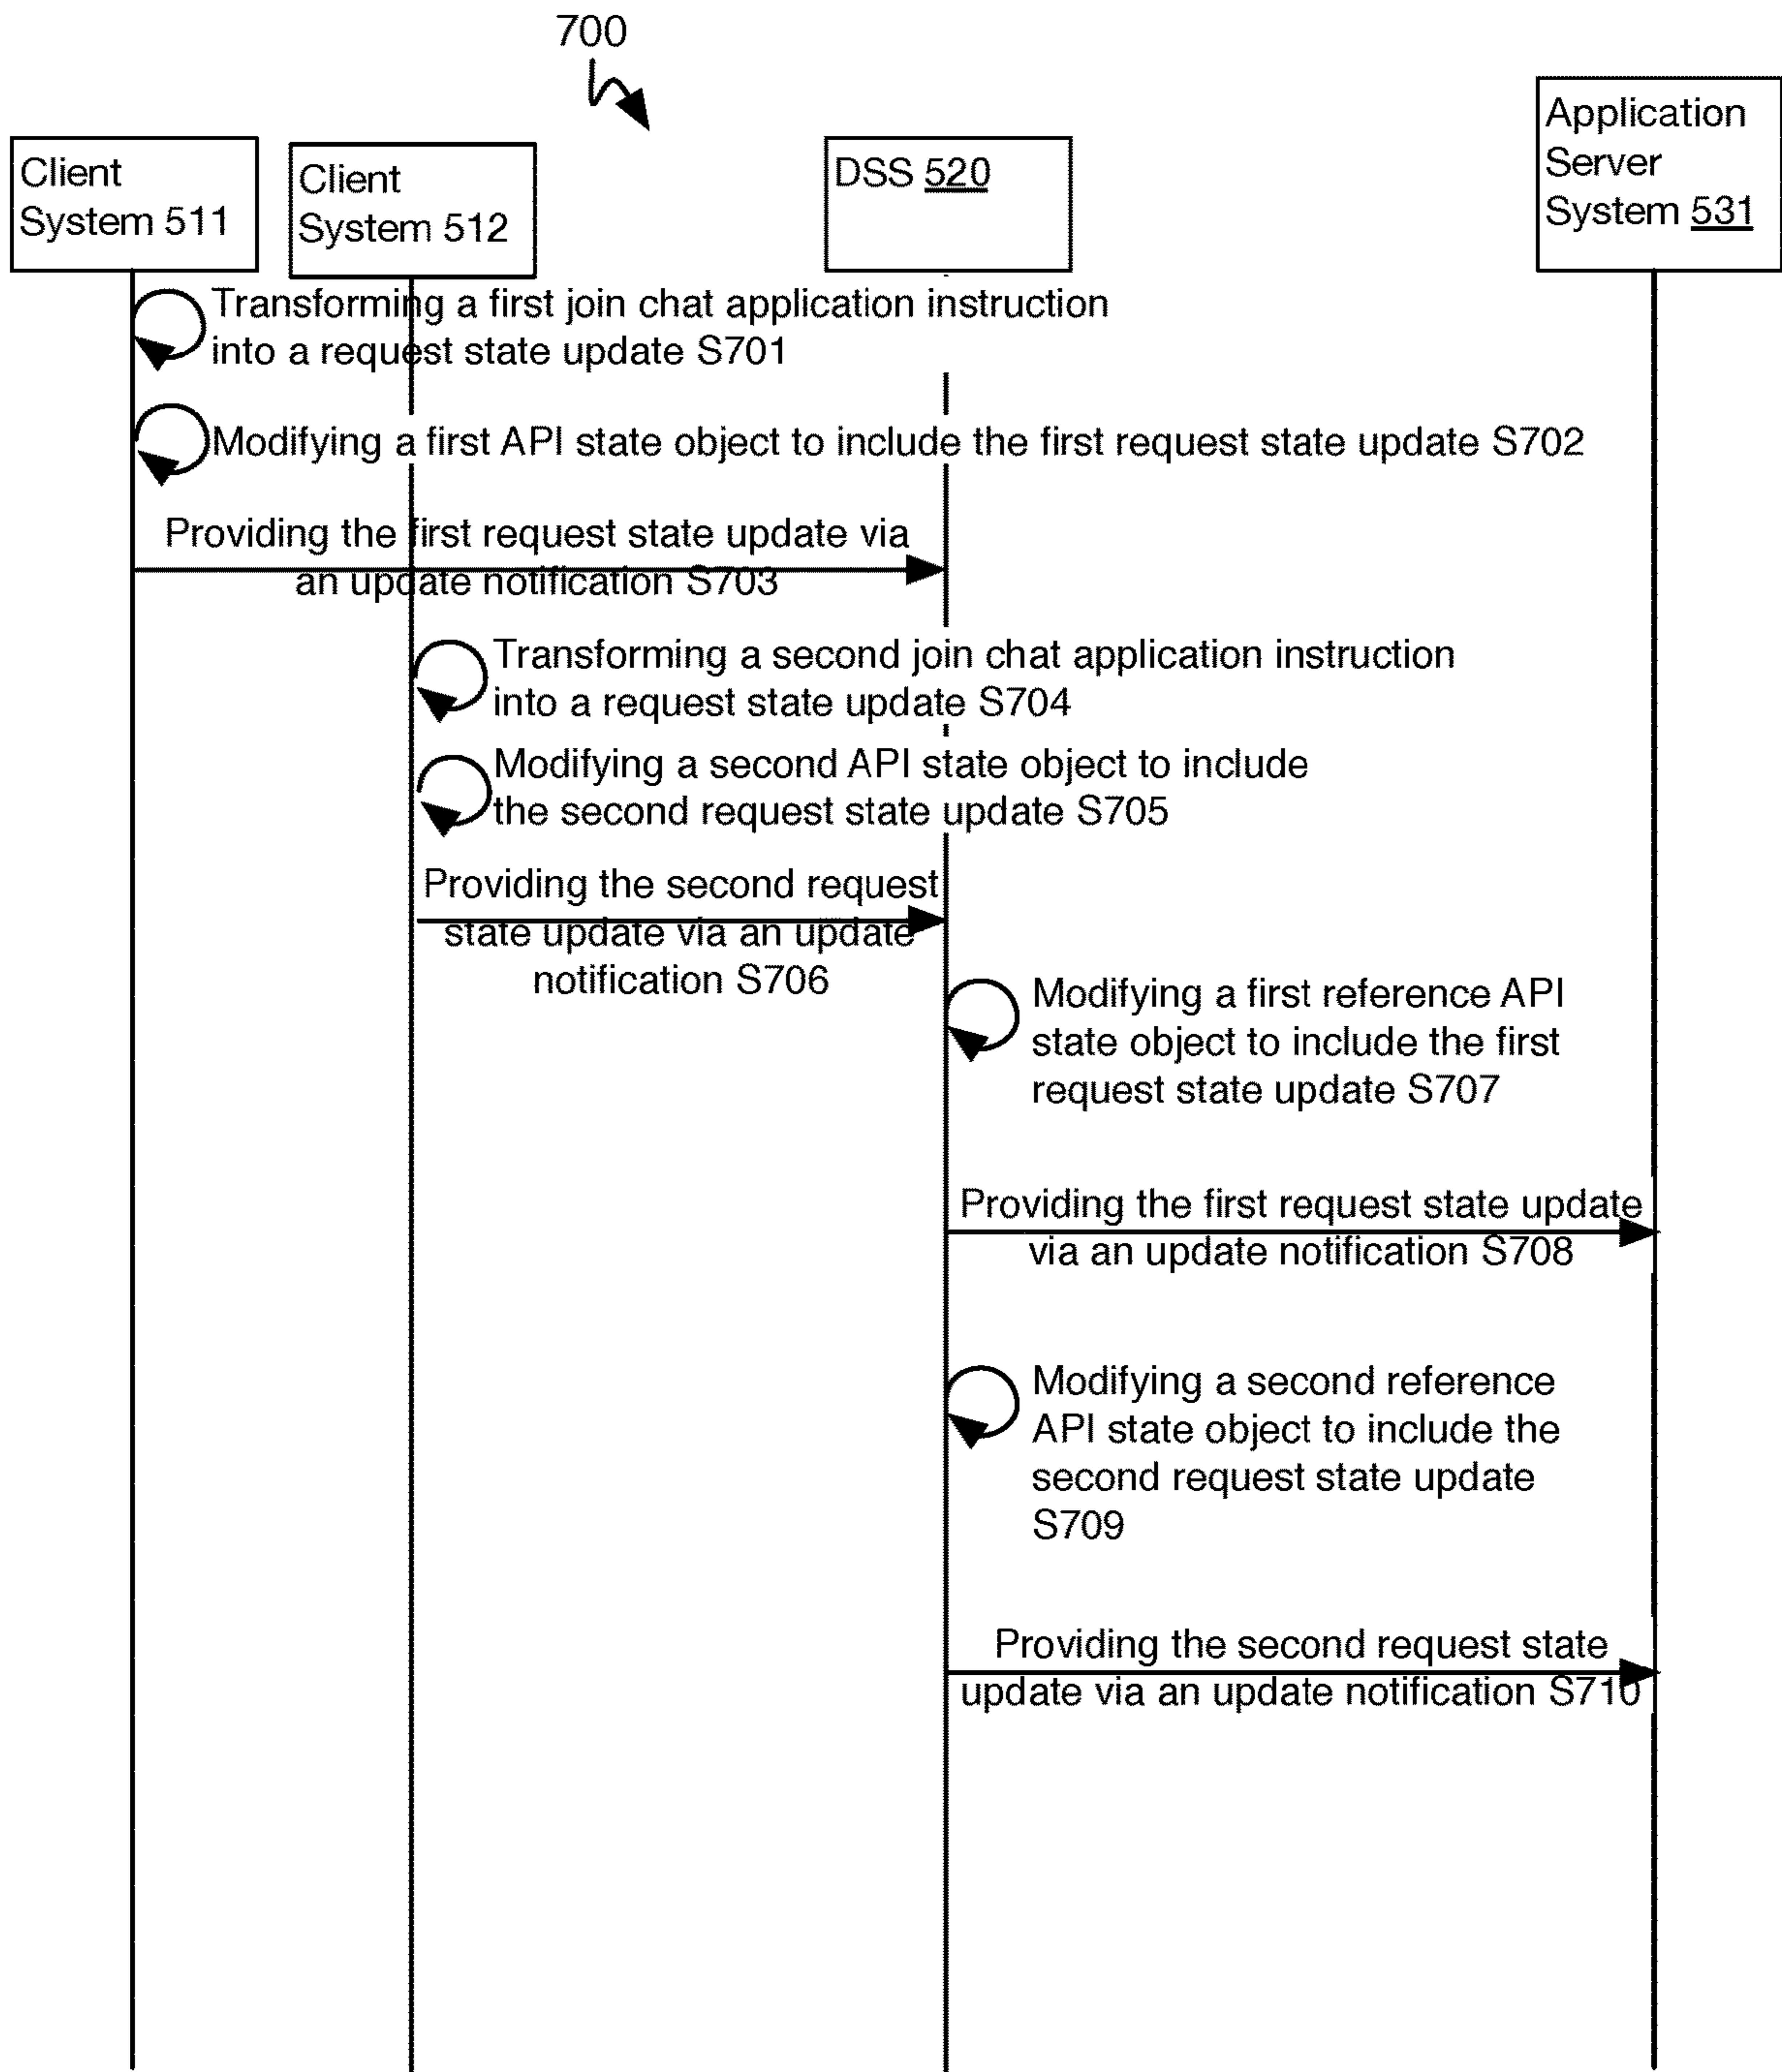 700
Client
System 511
Client
System 512
DSS 520
Application
Server
System 531
Transforming a first join chat application instruction
into a request state update S701
Modifying a first API state object to include the first request state update S702
Providing the first request state update via
an update notification S703
Transforming a second join chat application instruction
into a request state update S704
Modifying a second API state object to include
the second request state update S705
Providing the second request
state update via an update
notification S706
Modifying a first reference API
state object to include the first
request state update S707
Providing the first request state update
via an update notification S708
Modifying a second reference
API state object to include the
second request state update
S709
Providing the second request state
update via an update notification S710